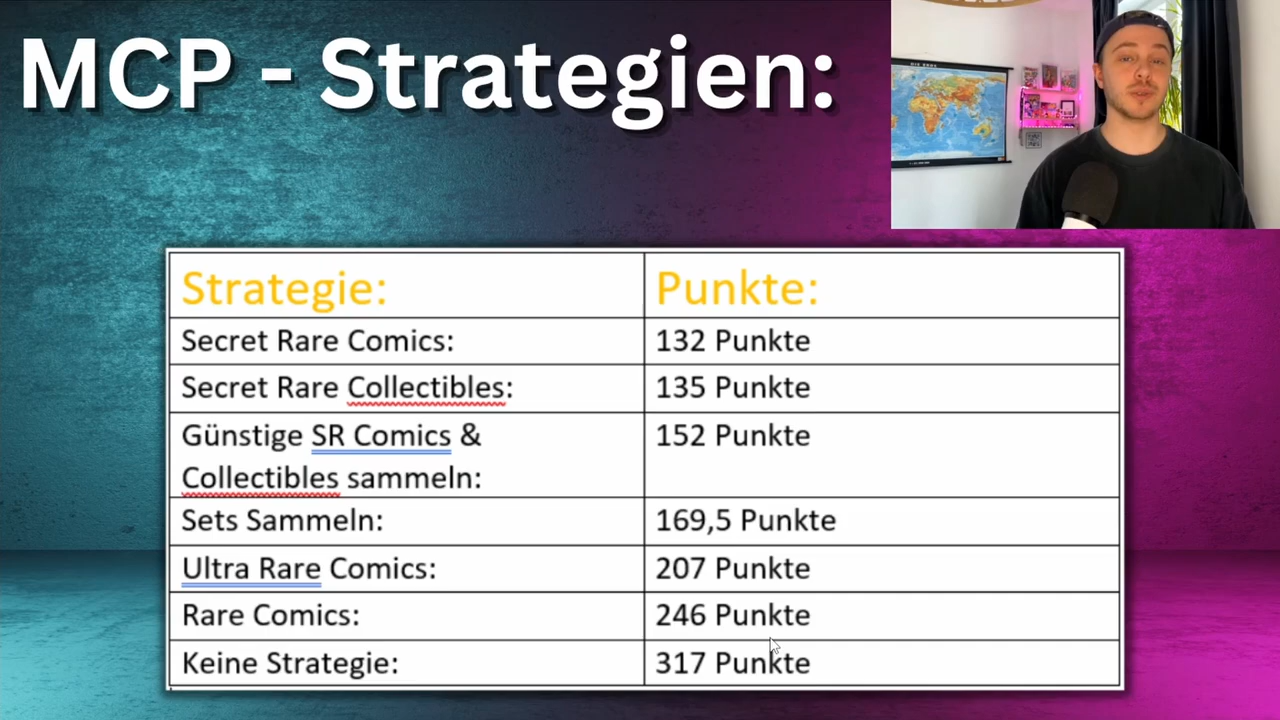 MCP - Strategien:
DIE ERDE
Strategie:
Punkte:
Secret Rare Comics:
132 Punkte
Secret Rare Collectibles:
135 Punkte
Günstige SR Comics &
Collectibles sammeln:
152 Punkte
Sets Sammeln:
169,5 Punkte
Ultra Rare Comics:
207 Punkte
Rare Comics:
246 Punkte
Keine Strategie:
317 Punkte